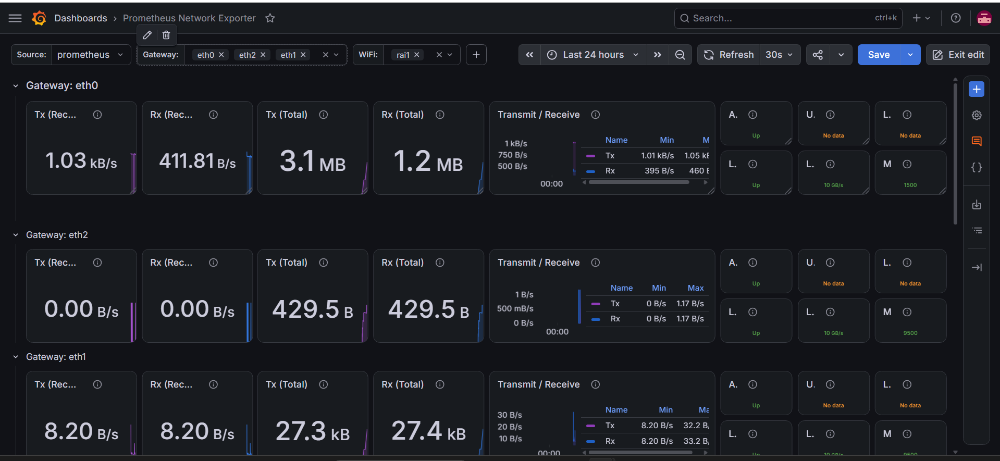 Dashboards › Prometheus Network Exporter
Search... ctrl+k
Source: prometheus Gateway: eth0 eth2 eth1 WiFi: rai1 Last 24 hours Refresh 30s Save Exit edit
Gateway: eth0
Tx (Rec... Rx (Rec... Tx (Total) Rx (Total) Transmit / Receive A. U. L.
1.03 kB/s 411.81 B/s 3.1 MB 1.2 MB
1 kB/s
750 B/s
500 B/s
00:00
Name Min M
Tx 1.01 kB/s 1.05 kB
Rx 395 B/s 460 B
Up No data No data
L. L. M
Up 10 GB/s 1500
Gateway: eth2
Tx (Rec... Rx (Rec... Tx (Total) Rx (Total) Transmit / Receive A. U. L.
0.00 B/s 0.00 B/s 429.5 B 429.5 B
1 B/s
500 mB/s
0 B/s
00:00
Name Min Max
Tx 0 B/s 1.17 B/s
Rx 0 B/s 1.17 B/s
Up No data No data
L. L. M
Up 10 GB/s 9500
Gateway: eth1
Tx (Rec... Rx (Rec... Tx (Total) Rx (Total) Transmit / Receive A. U. L.
8.20 B/s 8.20 B/s 27.3 kB 27.4 kB
30 B/s
20 B/s
10 B/s
00:00
Name Min Ma
Tx 8.20 B/s 32.2 B/
Rx 8.20 B/s 33.2 B/
Up No data No data
L. L. M
Up 10 GB/s 9500